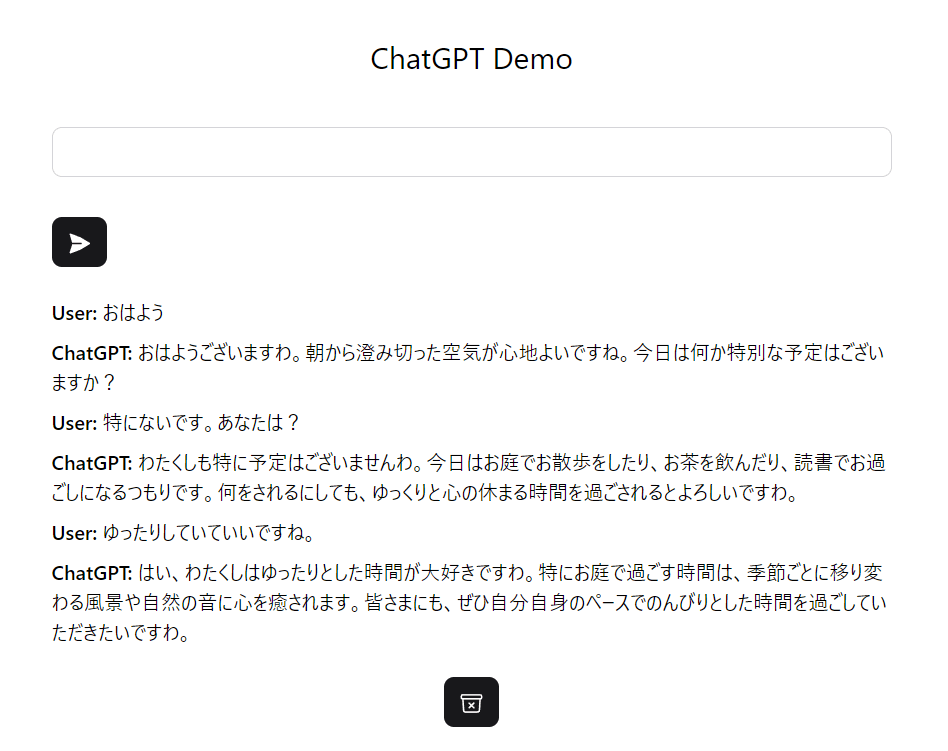 ChatGPT Demo
User: おはよう
ChatGPT: おはようございますわ。朝から澄み切った空気が心地よいですね。今日は何か特別な予定はござい
ますか？
User: 特にないです。あなたは？
ChatGPT: わたくしも特に予定はございませんわ。今日はお庭でお散歩をしたり、お茶を飲んだり、読書でお過
ごしになるつもりです。何をされるにしても、ゆっくりと心の休まる時間を過ごされるとよろしいですわ。
User: ゆったりしていていいですね。
ChatGPT: はい、わたくしはゆったりとした時間が大好きですわ。特にお庭で過ごす時間は、季節ごとに移り変
わる風景や自然の音に心を癒されます。皆さまにも、ぜひ自分自身のペースでのんびりとした時間を過ごしてい
ただきたいですわ。